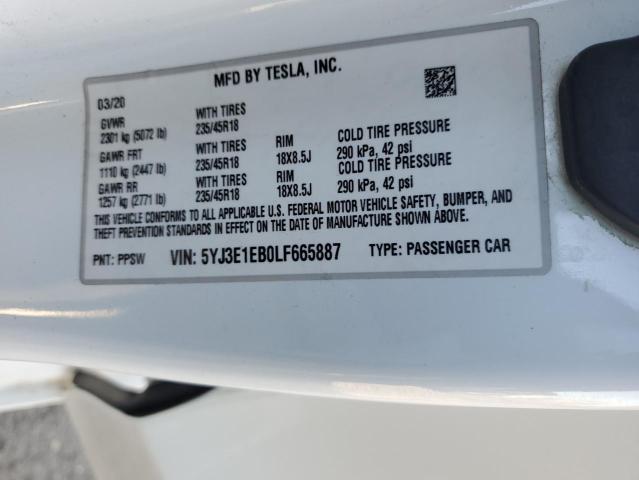 MFD BY TESLA, INC.
03/20
GVWR WITH TIRES
2301 kg (5072 lb) 235/45R18 RIM COLD TIRE PRESSURE
GAWR FRT WITH TIRES 18X8.5J 290 kPa, 42 psi
1110 kg (2447 lb) 235/45R18 RIM COLD TIRE PRESSURE
GAWR RR WITH TIRES 18X8.5J 290 kPa, 42 psi
1257 kg (2771 lb) 235/45R18
THIS VEHICLE CONFORMS TO ALL APPLICABLE U.S. FEDERAL MOTOR VEHICLE SAFETY, BUMPER, AND
THEFT PREVENTION STANDARDS IN EFFECT ON THE DATE OF MANUFACTURE SHOWN ABOVE.
PNT: PPSW VIN: 5YJ3E1EB0LF665887 TYPE: PASSENGER CAR